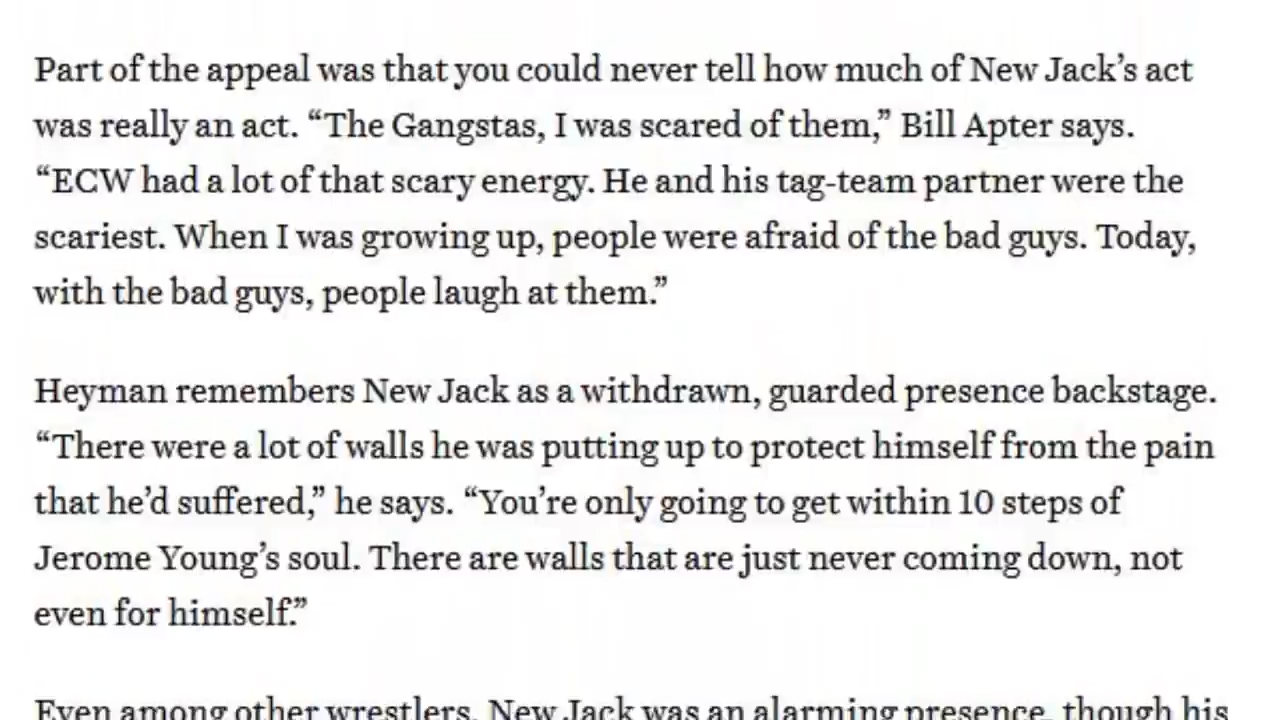 Part of the appeal was that you could never tell how much of New Jack’s act
was really an act. “The Gangstas, I was scared of them,” Bill Apter says.
“ECW had a lot of that scary energy. He and his tag-team partner were the
scariest. When I was growing up, people were afraid of the bad guys. Today,
with the bad guys, people laugh at them.”
Heyman remembers New Jack as a withdrawn, guarded presence backstage.
“There were a lot of walls he was putting up to protect himself from the pain
that he’d suffered,” he says. “You’re only going to get within 10 steps of
Jerome Young’s soul. There are walls that are just never coming down, not
even for himself.”
Even among other wrestlers, New Jack was an alarming presence, though his